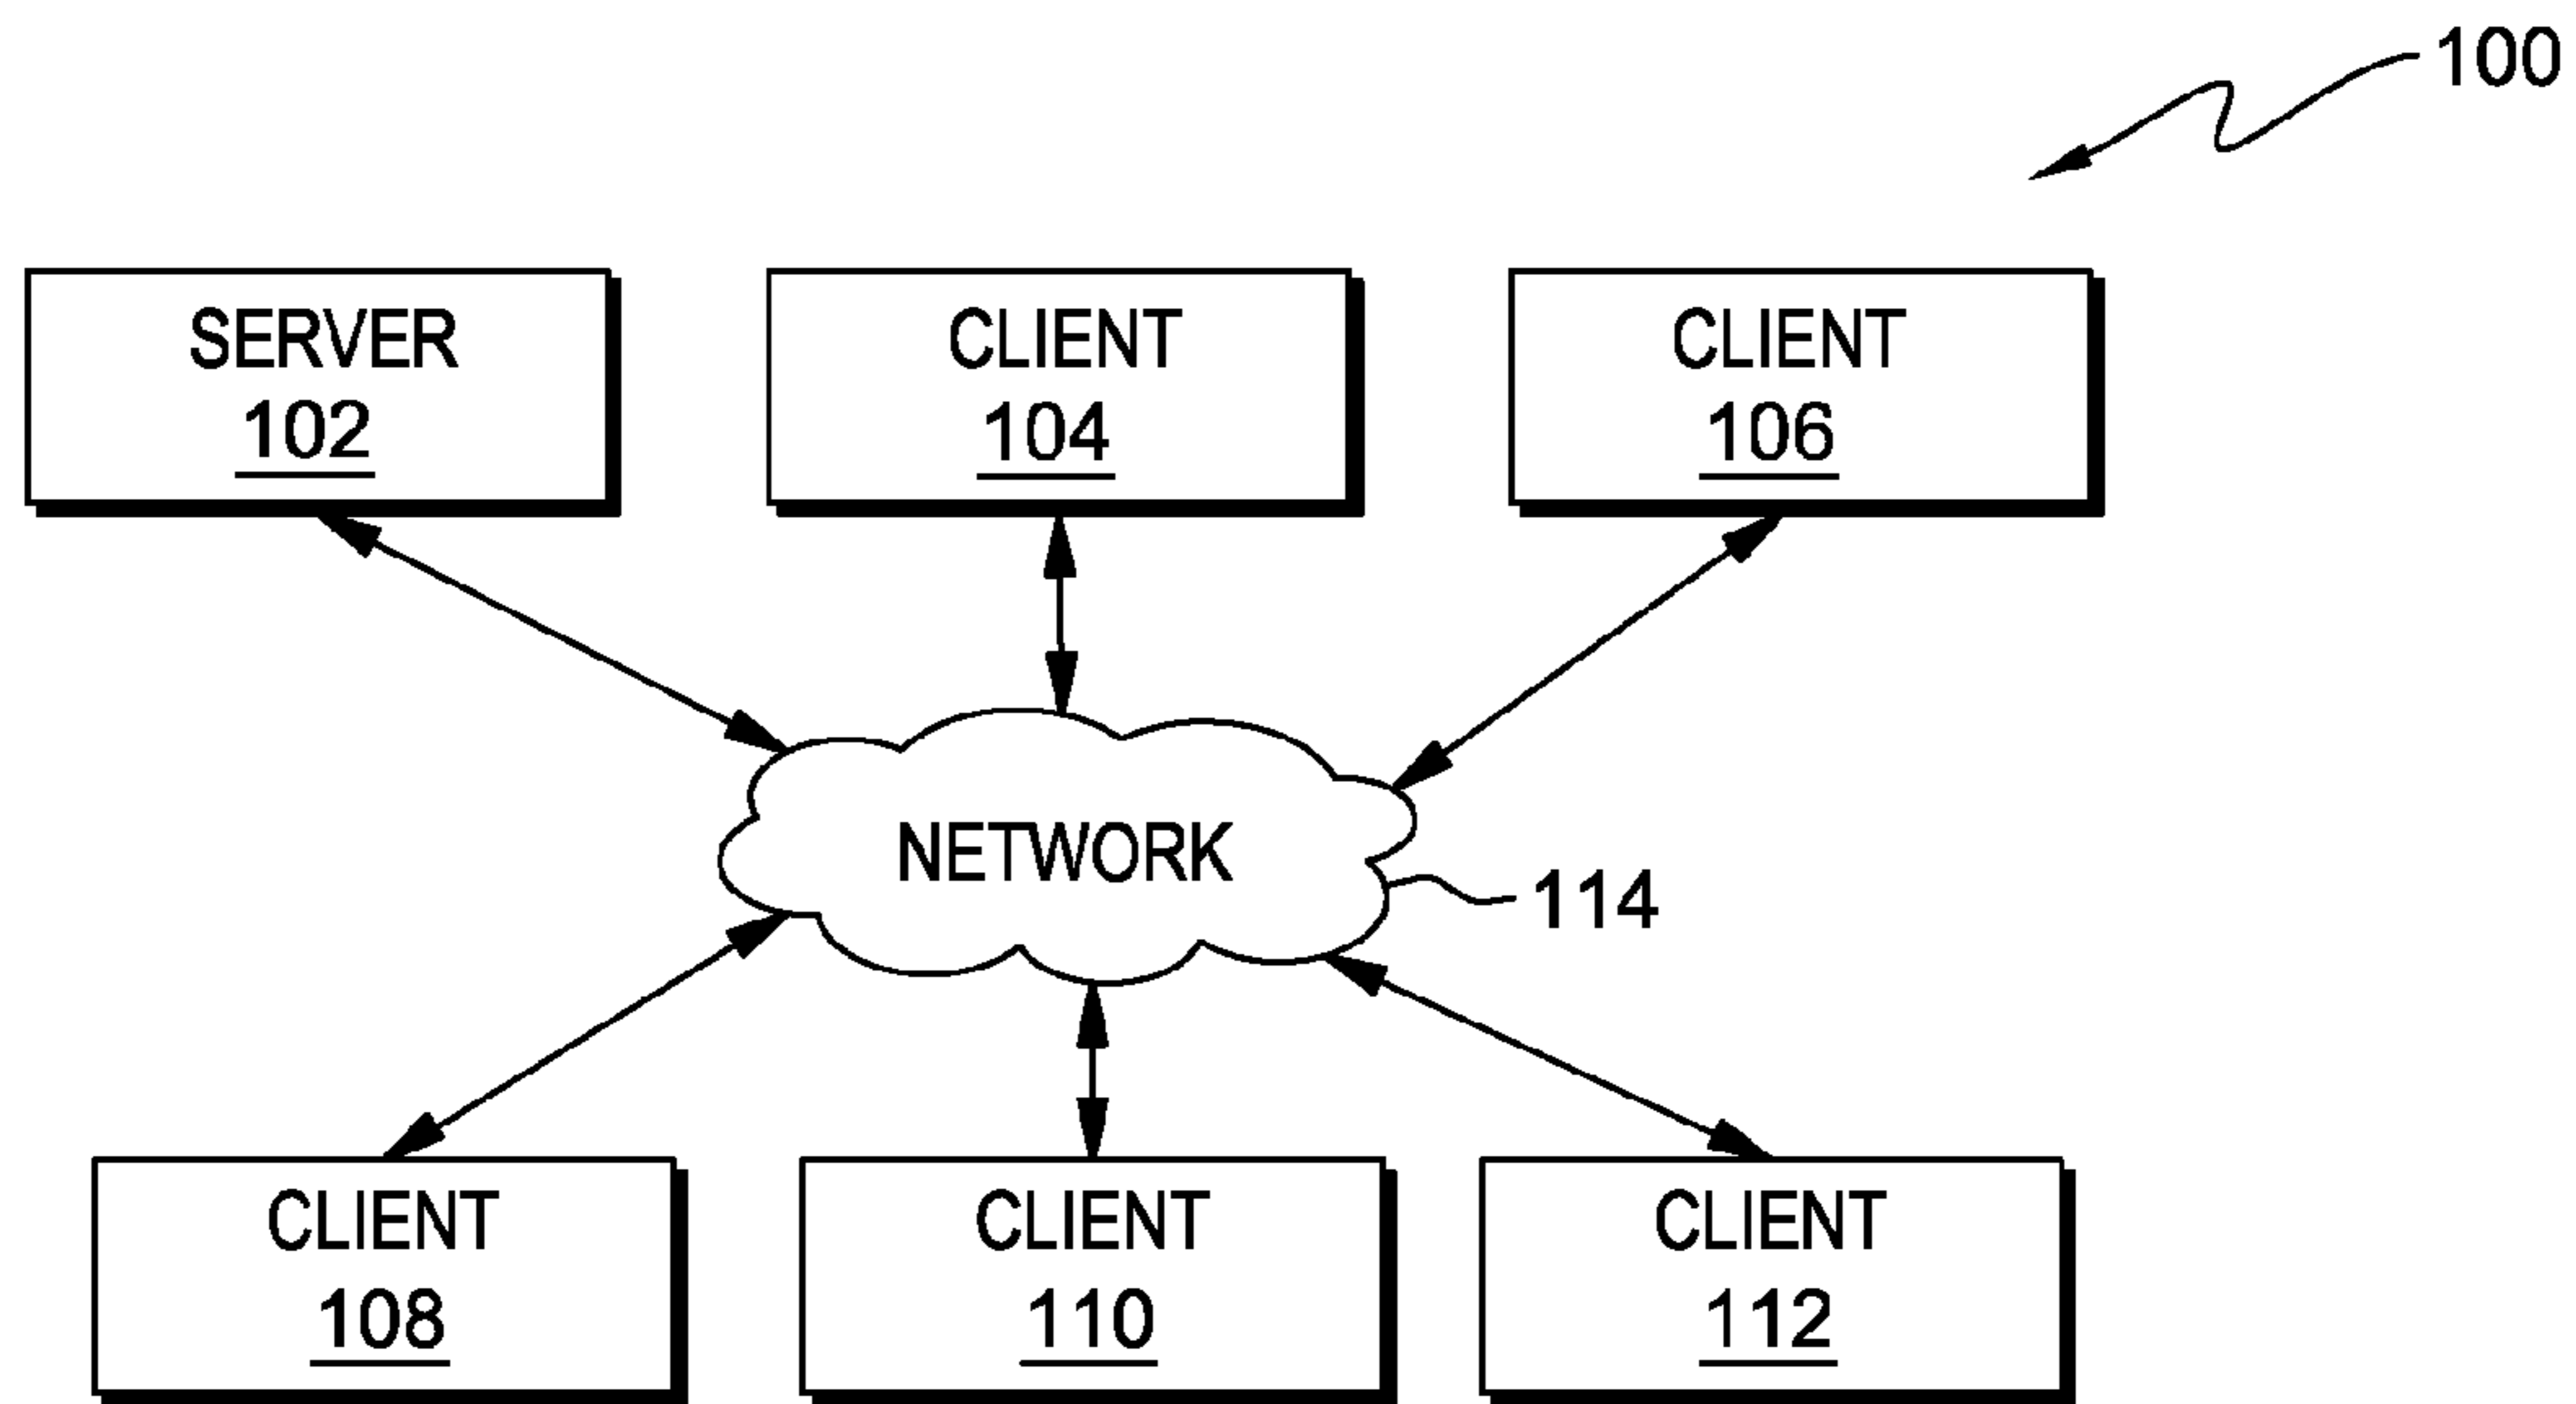 100
SERVER
102
CLIENT
104
CLIENT
106
NETWORK
114
CLIENT
108
CLIENT
110
CLIENT
112